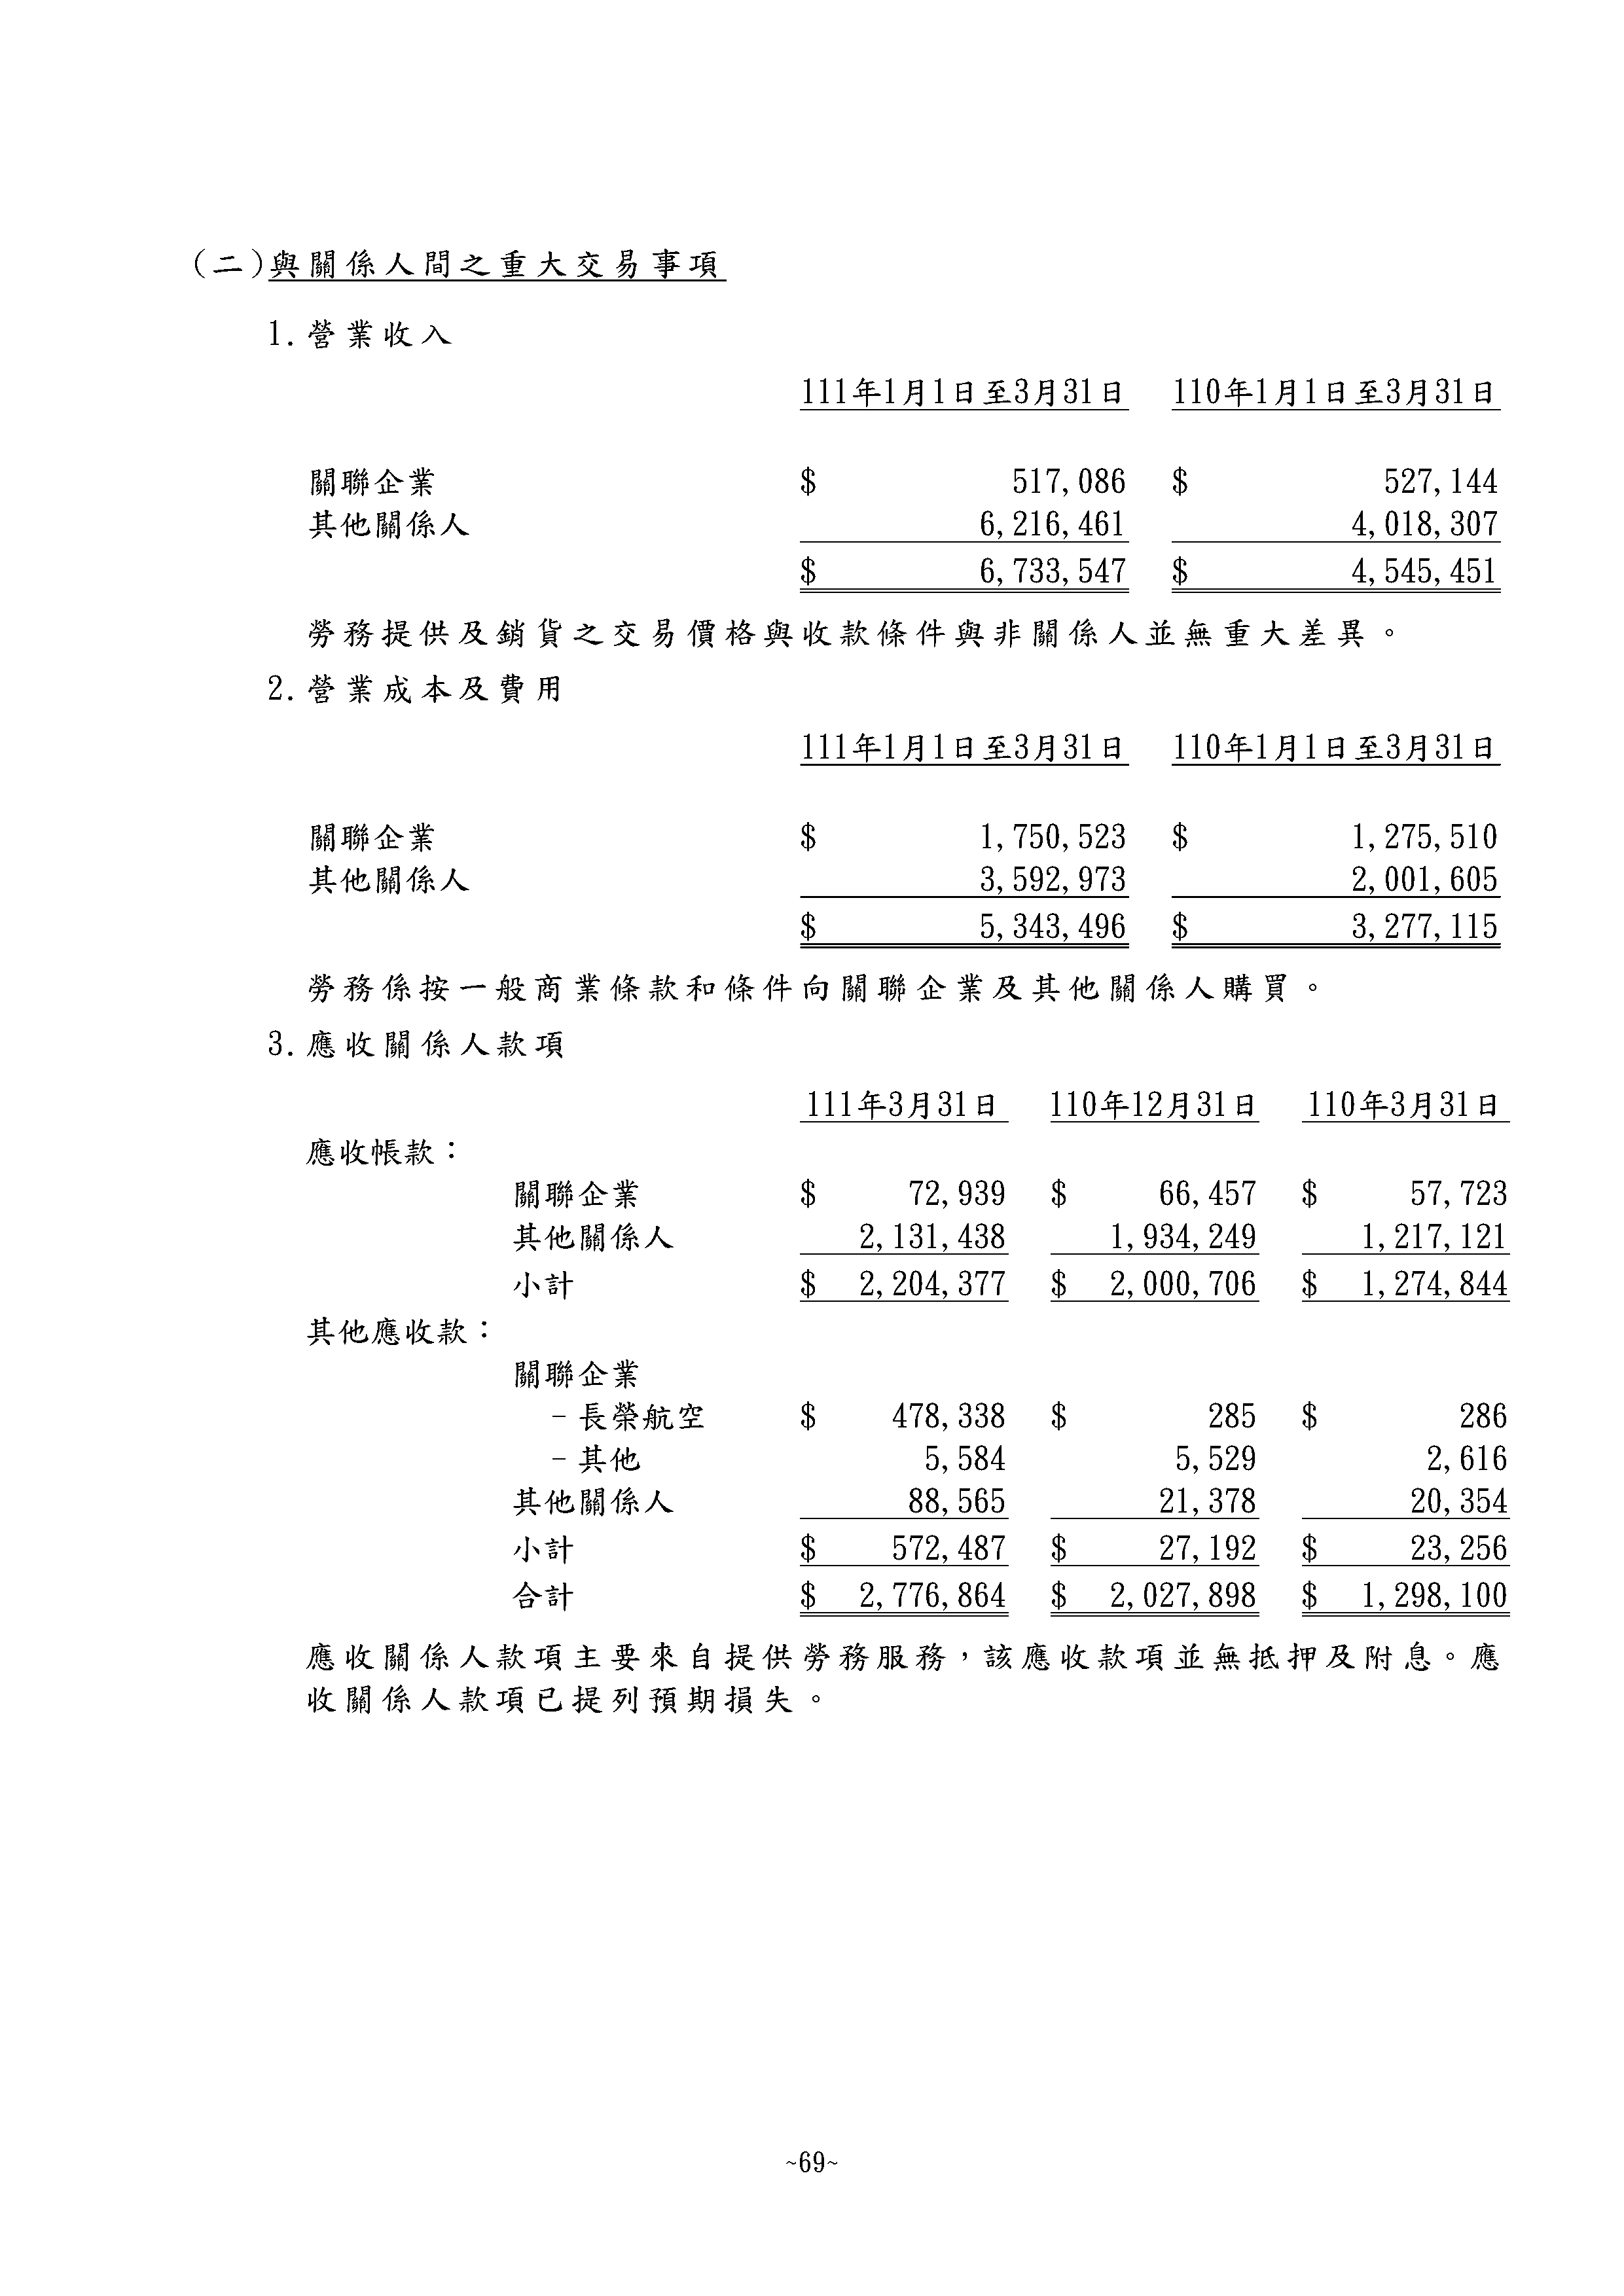 (二)與關係人間之重大交易事項
1.營業收入
111年1月1日至3月31日 110年1月1日至3月31日
關聯企業 $ 517,086 $ 527,144
其他關係人 6,216,461 4,018,307
$ 6,733,547 $ 4,545,451
勞務提供及銷貨之交易價格與收款條件與非關係人並無重大差異。
2.營業成本及費用
111年1月1日至3月31日 110年1月1日至3月31日
關聯企業 $ 1,750,523 $ 1,275,510
其他關係人 3,592,973 2,001,605
$ 5,343,496 $ 3,277,115
勞務係按一般商業條款和條件向關聯企業及其他關係人購買。
3.應收關係人款項
111年3月31日 110年12月31日 110年3月31日
應收帳款：
關聯企業 $ 72,939 $ 66,457 $ 57,723
其他關係人 2,131,438 1,934,249 1,217,121
小計 $ 2,204,377 $ 2,000,706 $ 1,274,844
其他應收款：
關聯企業
-長榮航空 $ 478,338 $ 285 $ 286
-其他 5,584 5,529 2,616
其他關係人 88,565 21,378 20,354
小計 $ 572,487 $ 27,192 $ 23,256
合計 $ 2,776,864 $ 2,027,898 $ 1,298,100
應收關係人款項主要來自提供勞務服務，該應收款項並無抵押及附息。應
收關係人款項已提列預期損失。
~69~